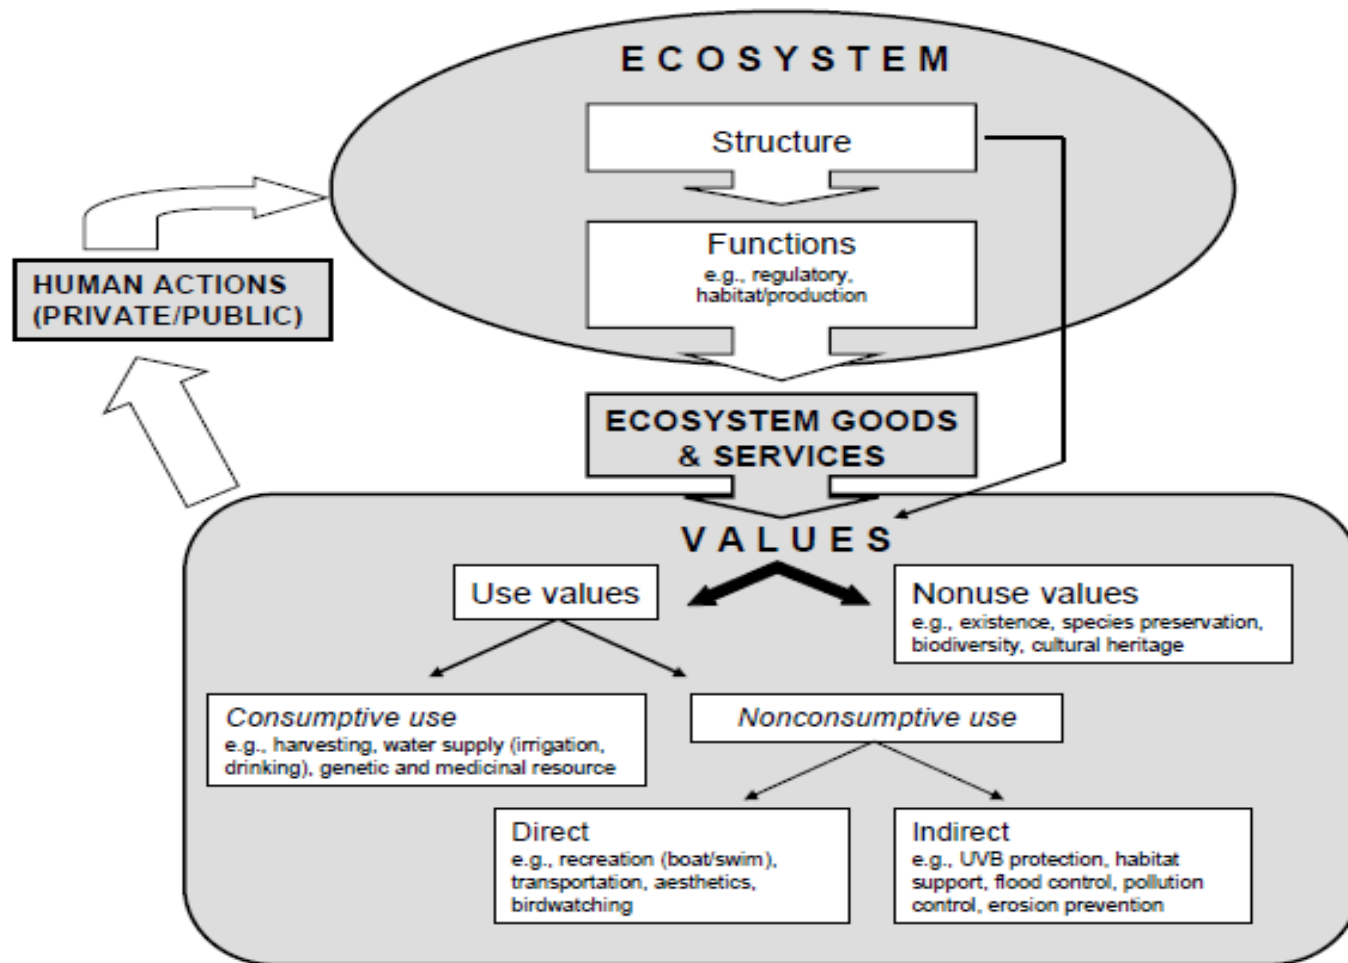 E C O S Y S T E M
Structure
Functions
e.g., regulatory,
habitat/production
HUMAN ACTIONS
(PRIVATE/PUBLIC)
ECOSYSTEM GOODS
& SERVICES
V A L U E S
Use values
Nonuse values
e.g., existence, species preservation,
biodiversity, cultural heritage
Consumptive use
e.g., harvesting, water supply (irrigation,
drinking), genetic and medicinal resource
Nonconsumptive use
Direct
e.g., recreation (boat/swim),
transportation, aesthetics,
birdwatching
Indirect
e.g., UVB protection, habitat
support, flood control, pollution
control, erosion prevention